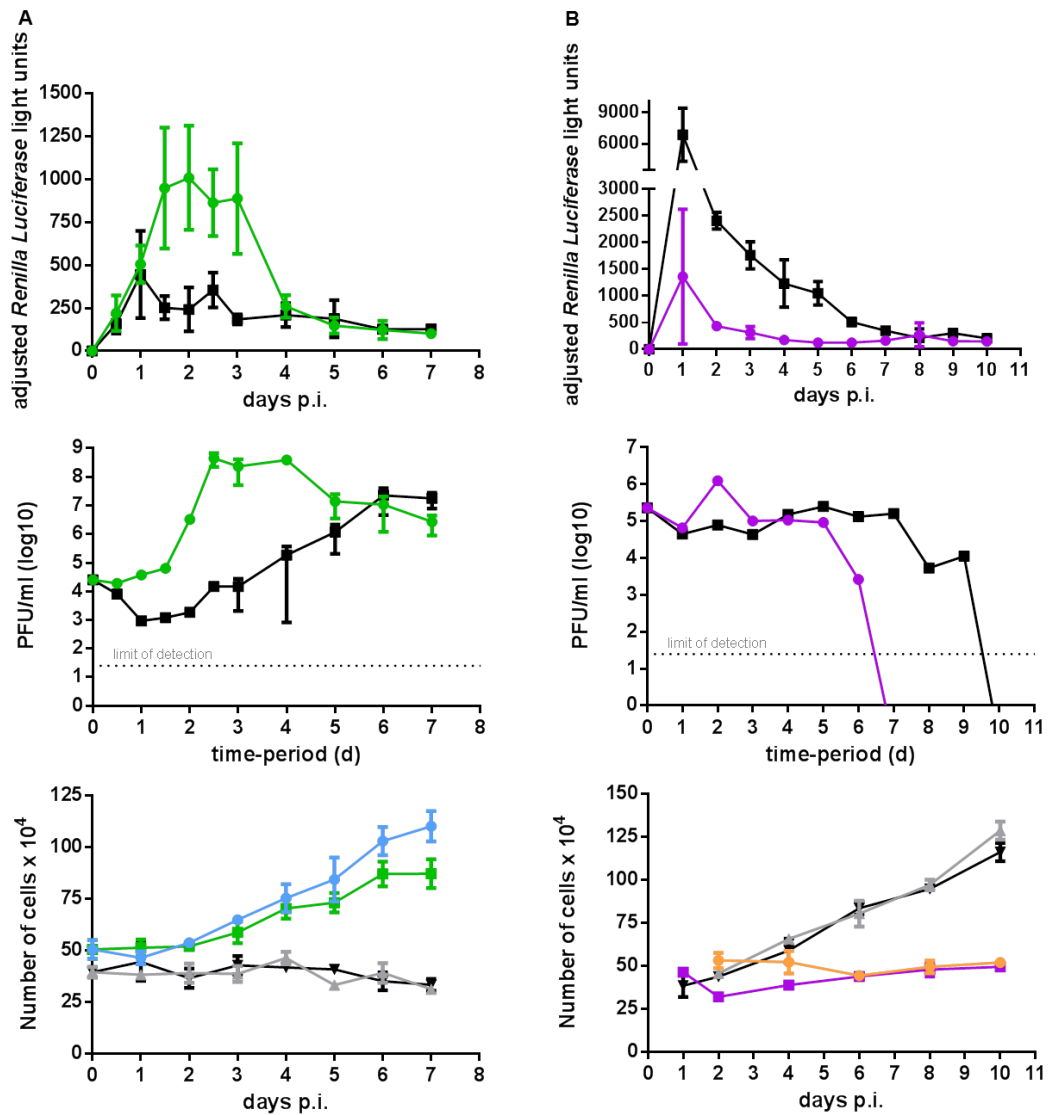 A
adjusted Renilla Luciferase light units
1500
1250
1000
750
500
250
0
0 1 2 3 4 5 6 7 8
days p.i.
B
adjusted Renilla Luciferase light units
9000
6000
3000
2500
2000
1500
1000
500
0
0 1 2 3 4 5 6 7 8 9 10 11
days p.i.
PFU/ml (log10)
9
8
7
6
5
4
3
2
1
0
limit of detection
0 1 2 3 4 5 6 7 8
time-period (d)
PFU/ml (log10)
7
6
5
4
3
2
1
0
limit of detection
0 1 2 3 4 5 6 7 8 9 10 11
time-period (d)
Number of cells x 10⁴
125
100
75
50
25
0
0 1 2 3 4 5 6 7 8
days p.i.
Number of cells x 10⁴
150
125
100
75
50
25
0
0 1 2 3 4 5 6 7 8 9 10 11
days p.i.